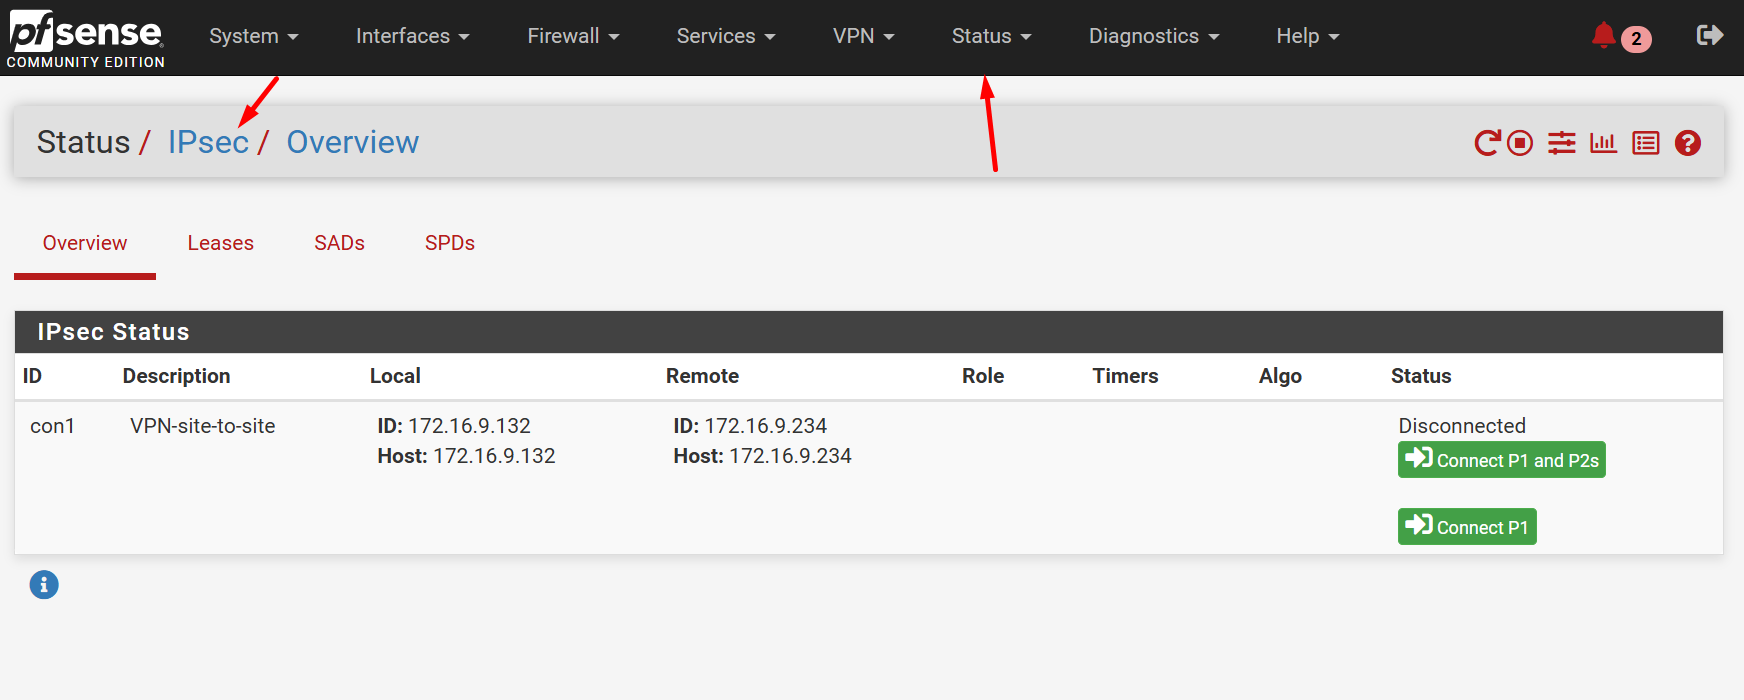 pfsense
COMMUNITY EDITION
System Interfaces Firewall Services VPN Status Diagnostics Help 2
Status / IPsec / Overview
Overview Leases SADs SPDs
IPsec Status
ID Description Local Remote Role Timers Algo Status
con1 VPN-site-to-site ID: 172.16.9.132 ID: 172.16.9.234 Disconnected
Host: 172.16.9.132 Host: 172.16.9.234 Connect P1 and P2s
Connect P1